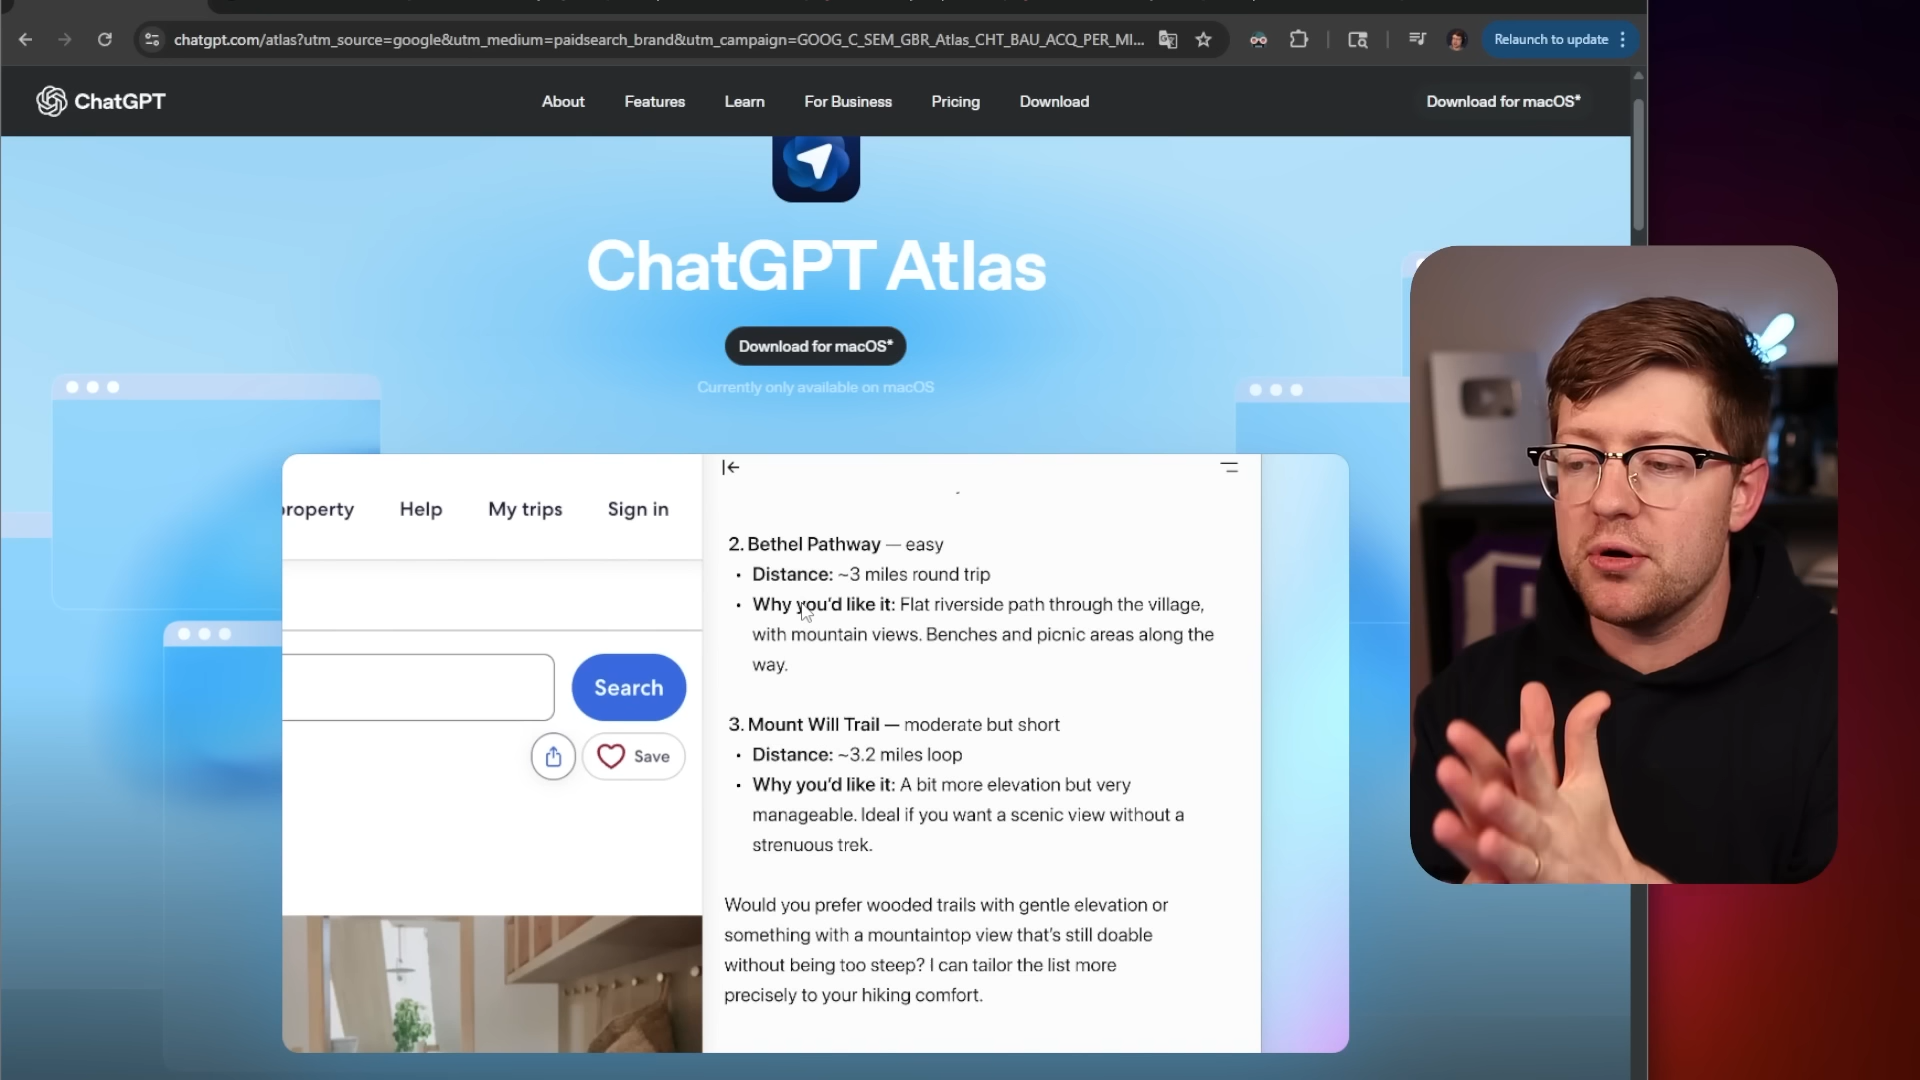 chatgpt.com/atlas?utm_source=google&utm_medium=paidsearch_brand&utm_campaign=GOOG_C_SEM_GBR_Atlas_CHT_BAU_ACQ_PER_MI...
Relaunch to update
ChatGPT
About
Features
Learn
For Business
Pricing
Download
Download for macOS*
ChatGPT Atlas
Download for macOS*
Currently only available on macOS
property
Help
My trips
Sign in
Search
Save
2. Bethel Pathway — easy
• Distance: ~3 miles round trip
• Why you'd like it: Flat riverside path through the village,
with mountain views. Benches and picnic areas along the
way.
3. Mount Will Trail — moderate but short
• Distance: ~3.2 miles loop
• Why you'd like it: A bit more elevation but very
manageable. Ideal if you want a scenic view without a
strenuous trek.
Would you prefer wooded trails with gentle elevation or
something with a mountaintop view that's still doable
without being too steep? I can tailor the list more
precisely to your hiking comfort.